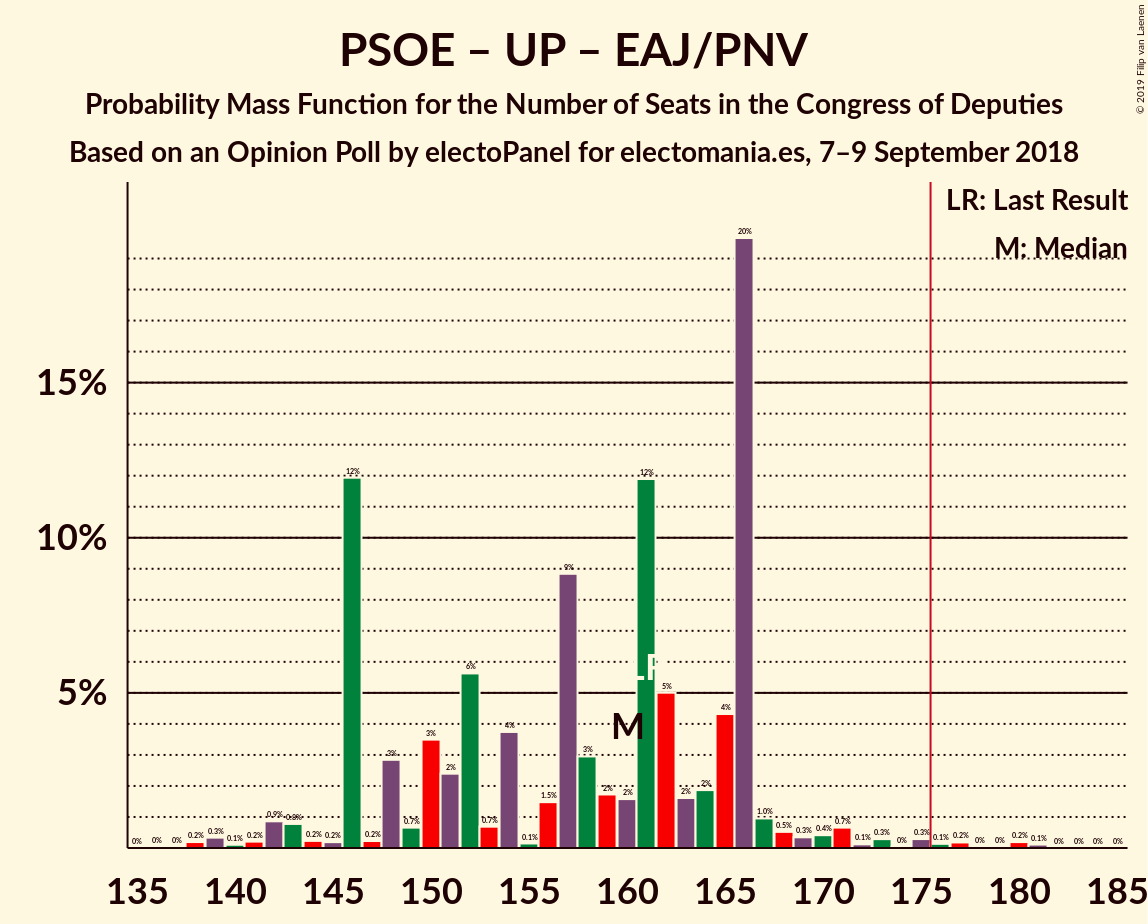 PSOE – UP – EAJ/PNV
Probability Mass Function for the Number of Seats in the Congress of Deputies
Based on an Opinion Poll by electoPanel for electomania.es, 7–9 September 2018
© 2019 Filip van Laenen
LR: Last Result
M: Median
20%
15%
12% 12%
10%
9%
6%
5%
5%
4% 4%
3% 3% 3%
2% 2% 2% 2% 2%
1.5%
1.0%
0% 0% 0% 0.2% 0.3% 0.1% 0.2% 0.9% 0.8% 0.2% 0.2% 0.2% 0.7% 0.7% 0.1% 2% 0.5% 0.3% 0.4% 0.7% 0.1% 0.3% 0% 0.3% 0.1% 0.2% 0% 0% 0.2% 0.1% 0% 0% 0% 0%
LR
M
135 140 145 150 155 160 165 170 175 180 185